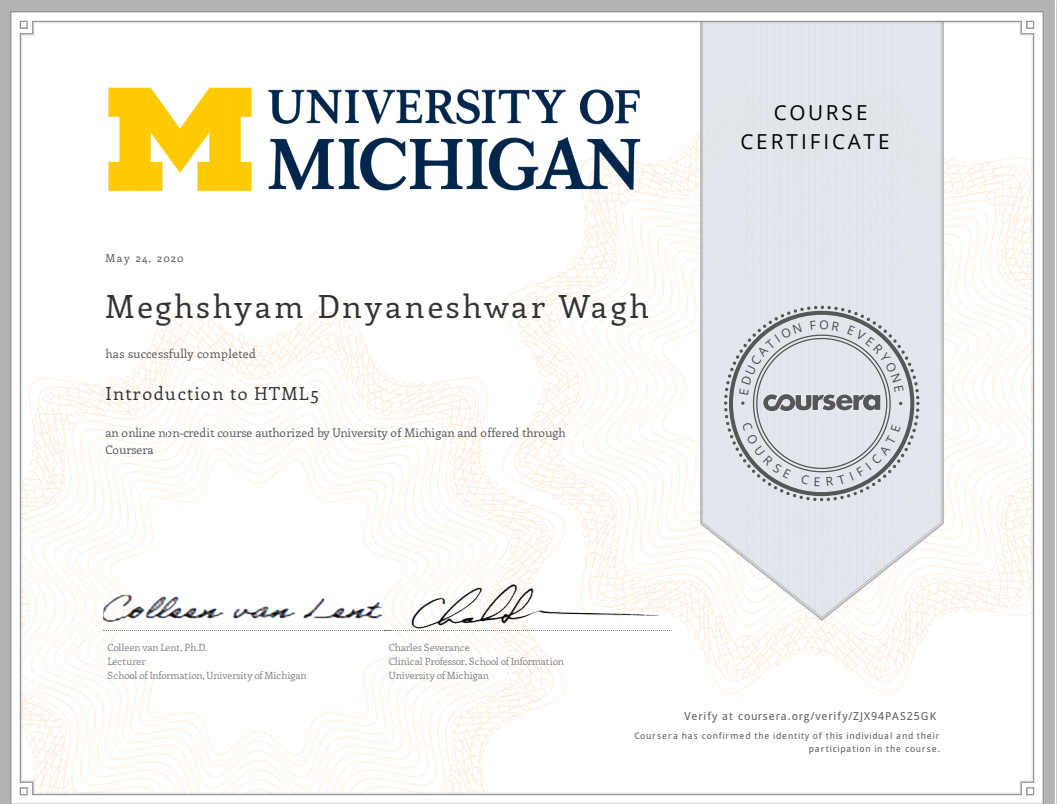 UNIVERSITY OF
MICHIGAN
COURSE
CERTIFICATE
May 24, 2020
Meghshyam Dnyaneshwar Wagh
has successfully completed
Introduction to HTML5
an online non-credit course authorized by University of Michigan and offered through
Coursera
EDUCATION FOR EVERYONE
coursera
COURSE CERTIFICATE
Colleen van Lent
Colleen van Lent, Ph.D.
Lecturer
School of Information, University of Michigan
Charles Severance
Clinical Professor, School of Information
University of Michigan
Verify at coursera.org/verify/ZJX94PAS25GK
Coursera has confirmed the identity of this individual and their
participation in the course.